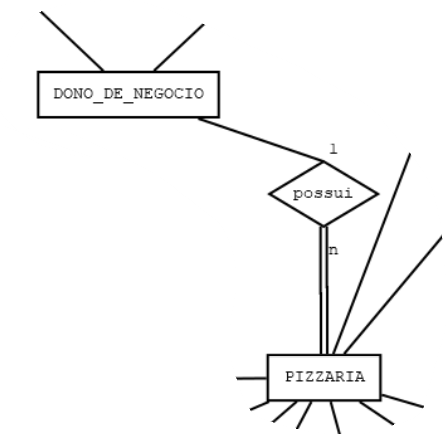 DONO_DE_NEGOCIO
1
possui
n
PIZZARIA